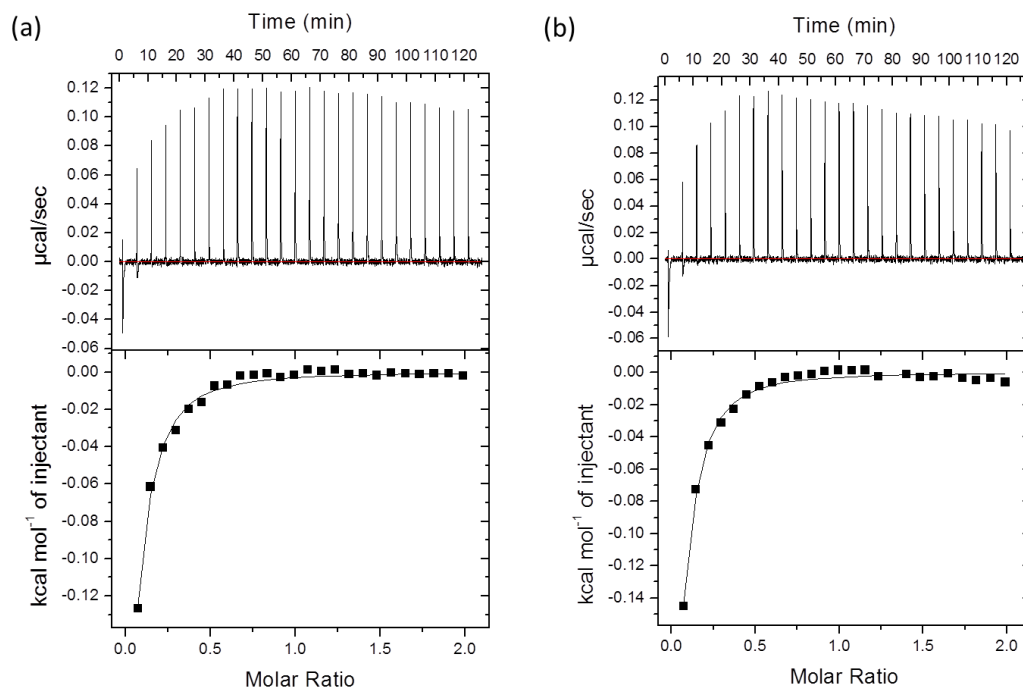 (a)
Time (min)
0 10 20 30 40 50 60 70 80 90 100 110 120
0.12
0.10
0.08
0.06
0.04
0.02
0.00
-0.02
-0.04
-0.06
µcal/sec
0.00
-0.02
-0.04
-0.06
-0.08
-0.10
-0.12
kcal mol⁻¹ of injectant
0.0 0.5 1.0 1.5 2.0
Molar Ratio
(b)
Time (min)
0 10 20 30 40 50 60 70 80 90 100 110 120
0.12
0.10
0.08
0.06
0.04
0.02
0.00
-0.02
-0.04
-0.06
µcal/sec
0.00
-0.02
-0.04
-0.06
-0.08
-0.10
-0.12
-0.14
kcal mol⁻¹ of injectant
0.0 0.5 1.0 1.5 2.0
Molar Ratio